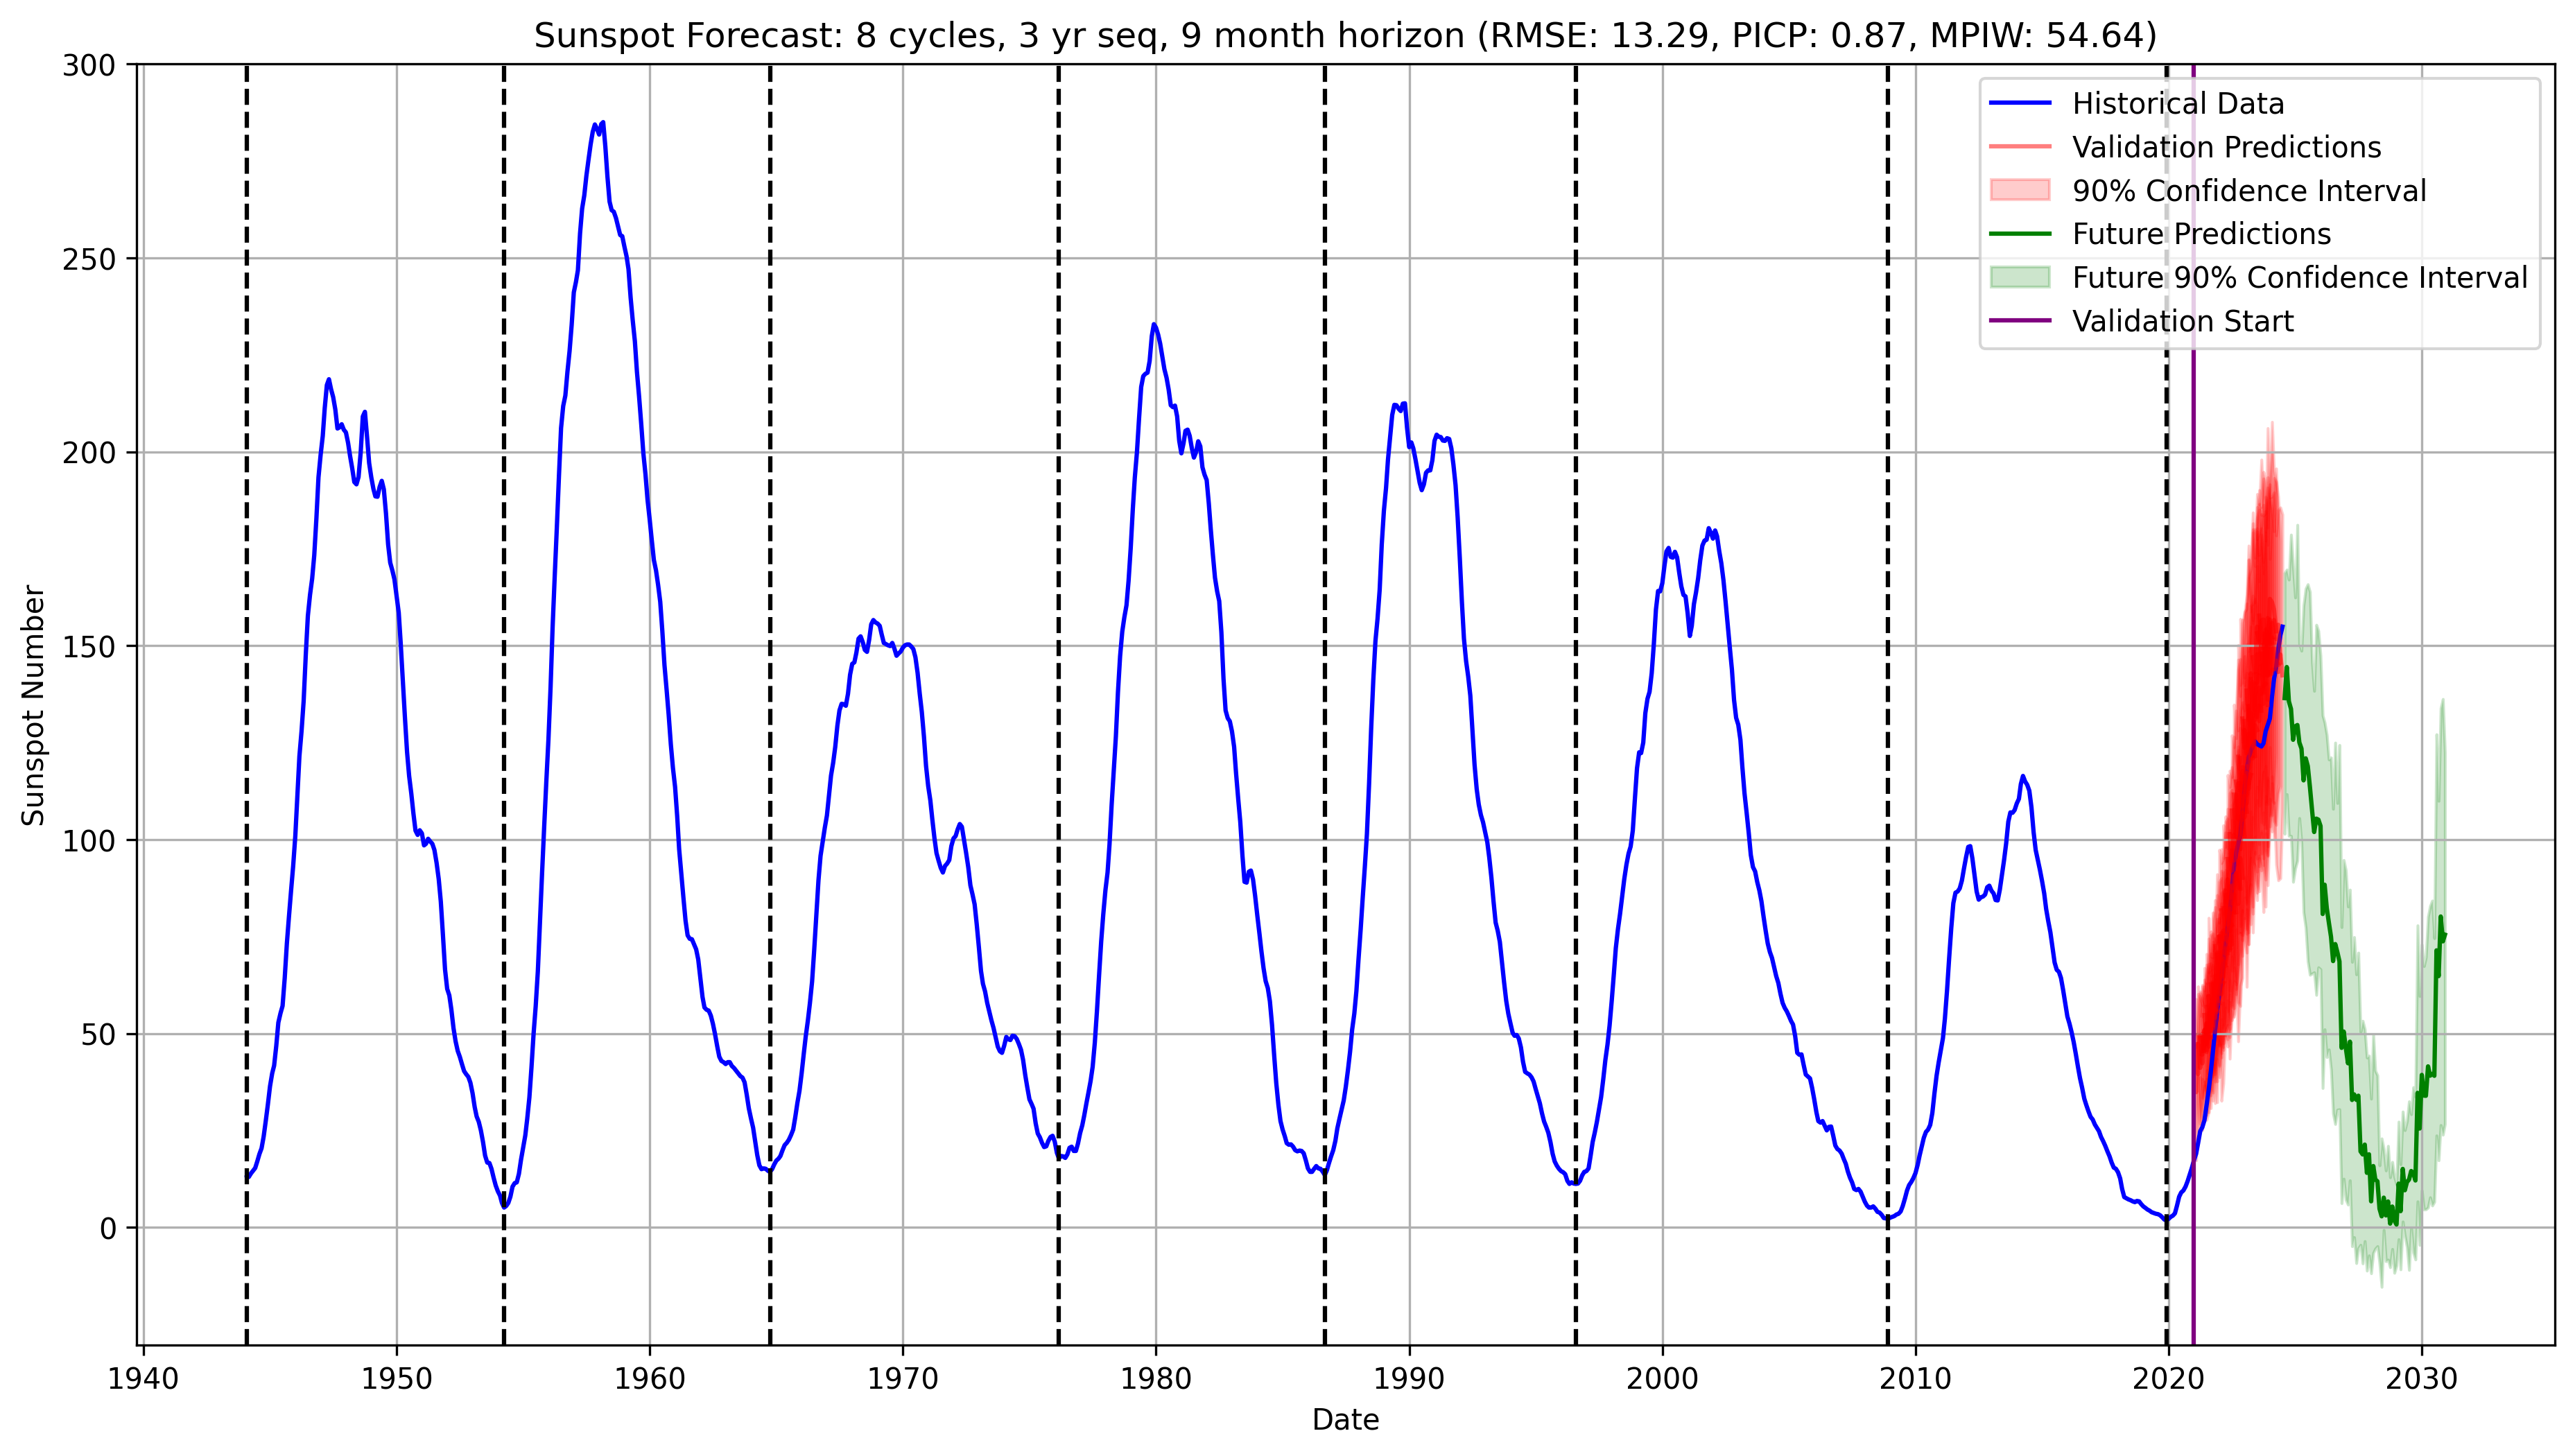 Sunspot Forecast: 8 cycles, 3 yr seq, 9 month horizon (RMSE: 13.29, PICP: 0.87, MPIW: 54.64)
300
250
200
150
100
50
0
Sunspot Number
Historical Data
Validation Predictions
90% Confidence Interval
Future Predictions
Future 90% Confidence Interval
Validation Start
1940 1950 1960 1970 1980 1990 2000 2010 2020 2030
Date